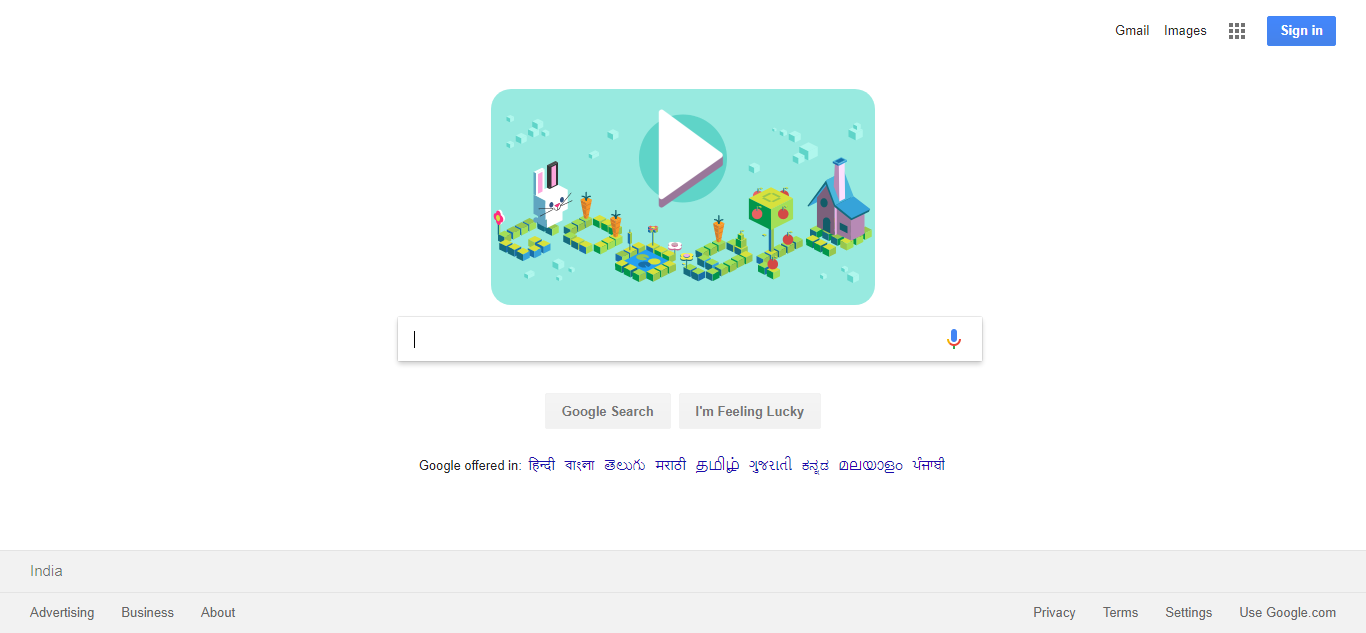 Gmail Images Sign in
Google Search I'm Feeling Lucky
Google offered in: हिन्दी বাংলা తెలుగు मराठी தமிழ் ગુજરાતી ಕನ್ನಡ മലയാളം ਪੰਜਾਬੀ
India
Advertising Business About Privacy Terms Settings Use Google.com